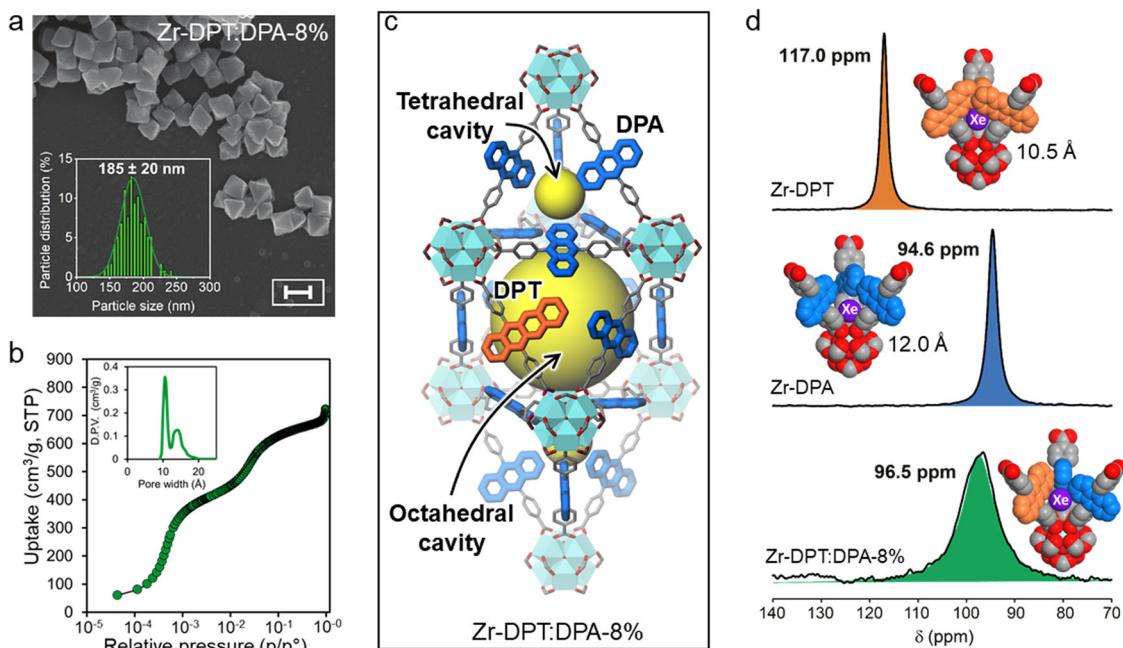 a
Zr-DPT:DPA-8%
185 ± 20 nm
Particle distribution (%)
15
10
5
0
100 150 200 250 300
Particle size (nm)
b
Uptake (cm³/g, STP)
900
800
700
600
500
400
300
200
100
0
D.P.V. (cm³/g)
0.4
0.3
0.2
0.1
0
0 10 20
Pore width (Å)
10⁻⁵ 10⁻⁴ 10⁻³ 10⁻² 10⁻¹ 10⁻⁰
Relative pressure (p/p°)
c
Tetrahedral
cavity
DPA
DPT
Octahedral
cavity
Zr-DPT:DPA-8%
d
117.0 ppm
Xe
10.5 Å
Zr-DPT
94.6 ppm
Xe
12.0 Å
Zr-DPA
96.5 ppm
Xe
Zr-DPT:DPA-8%
140 130 120 110 100 90 80 70
δ (ppm)